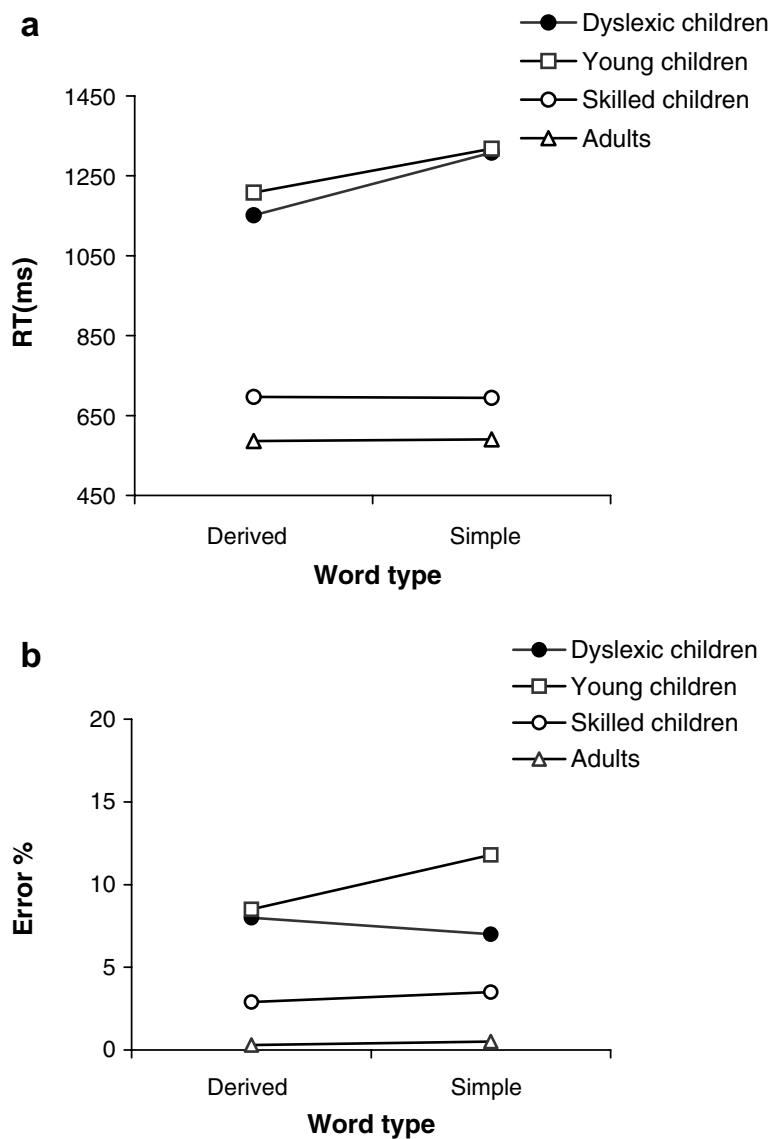 a
Dyslexic children
Young children
Skilled children
Adults
1450
1250
1050
850
650
450
RT(ms)
Derived Simple
Word type
b
Dyslexic children
Young children
Skilled children
Adults
20
15
10
5
0
Error %
Derived Simple
Word type